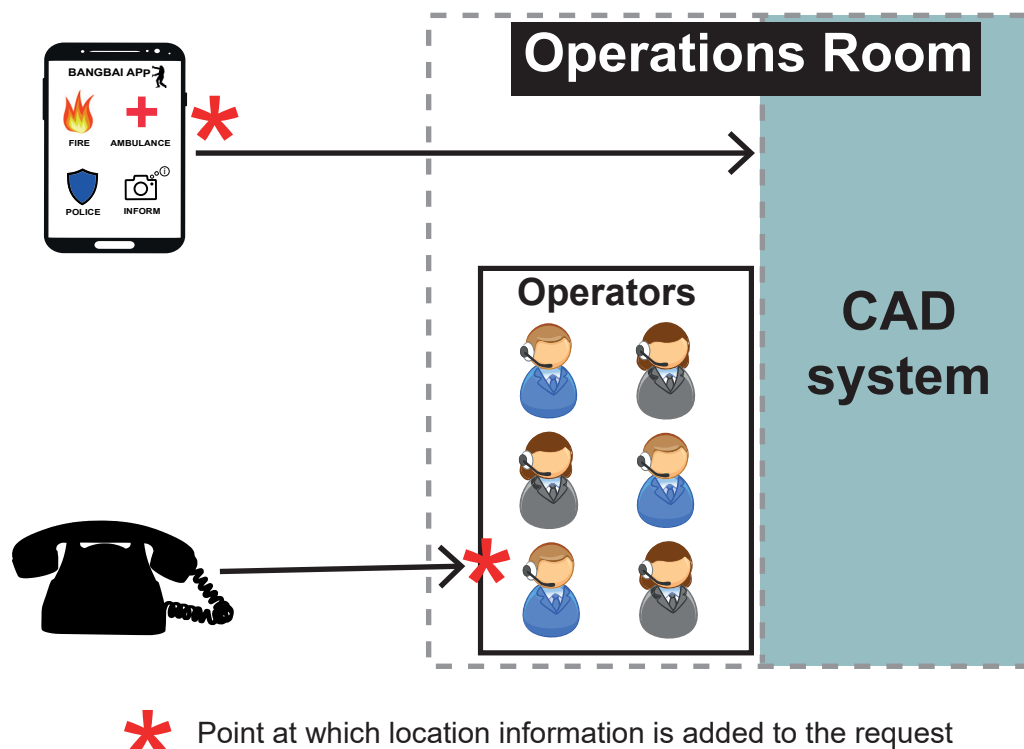 Operations Room
BANGBAI APP
FIRE
AMBULANCE
POLICE
INFORM
i
Operators
CAD
system
Point at which location information is added to the request